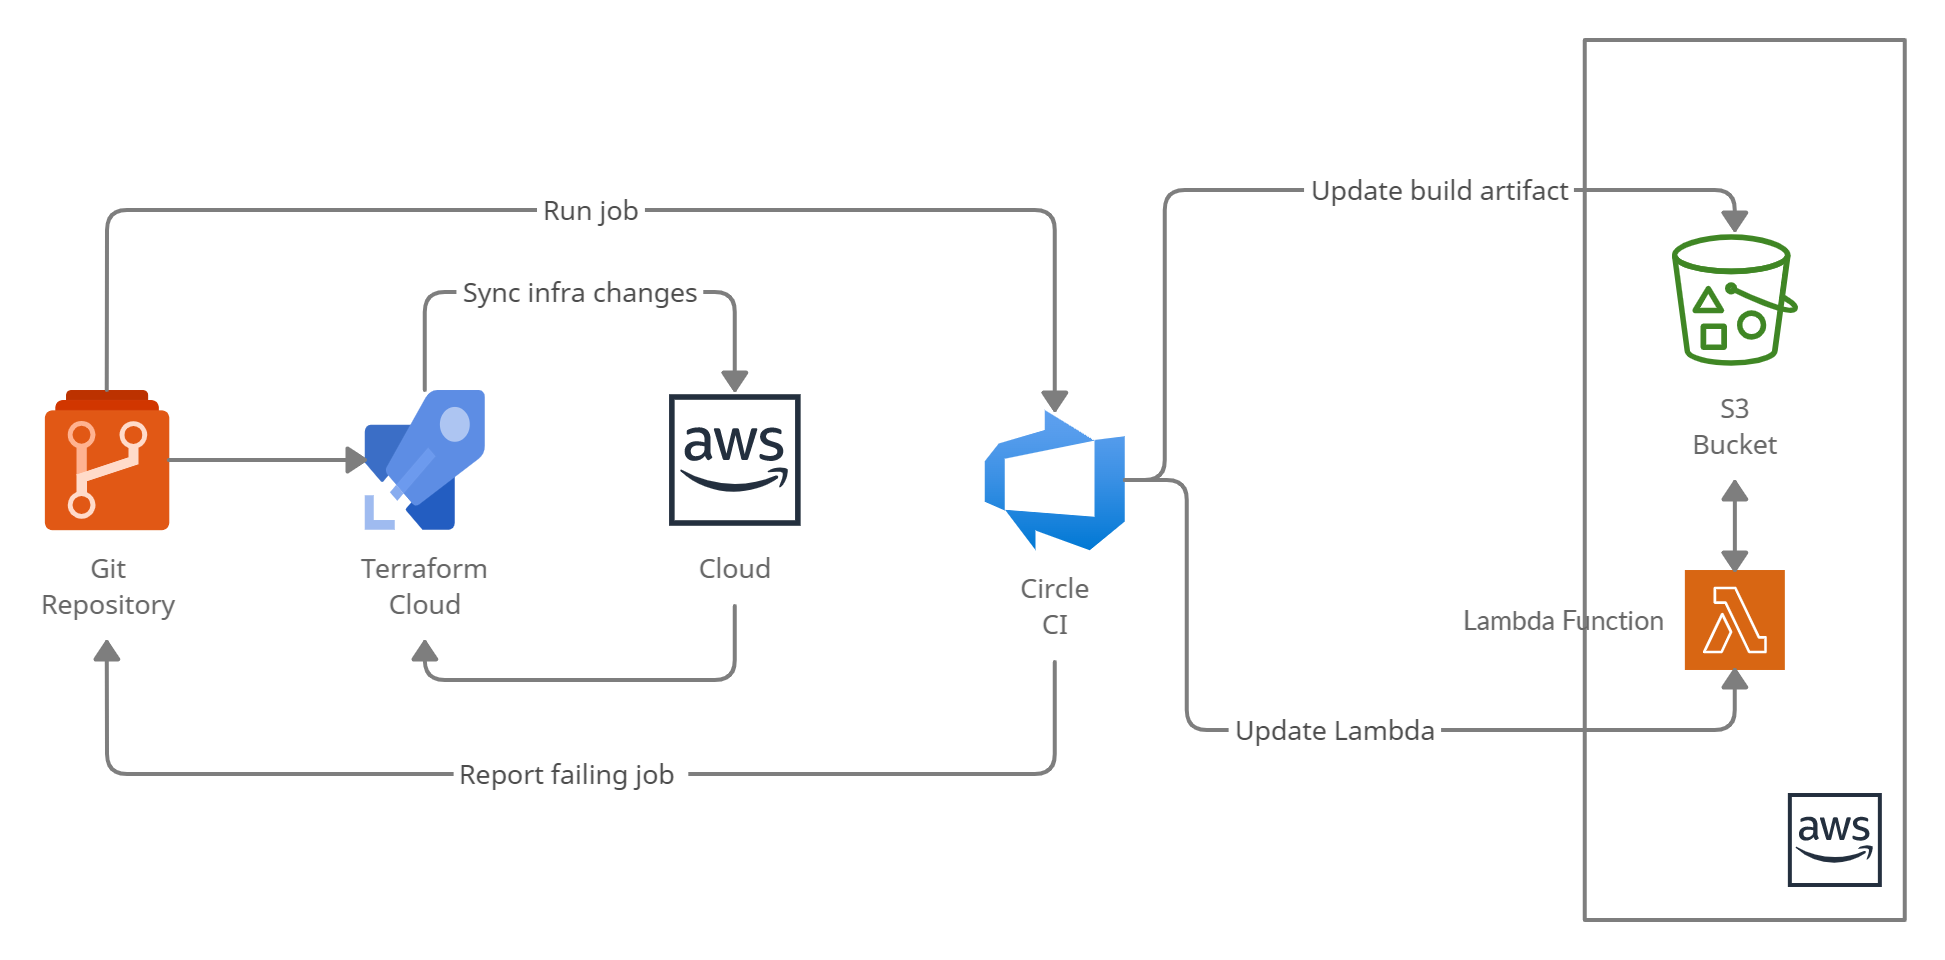 Run job
Update build artifact
Sync infra changes
aws
S3
Bucket
Git
Repository
Terraform
Cloud
Cloud
Circle
CI
Lambda Function
Update Lambda
Report failing job
aws